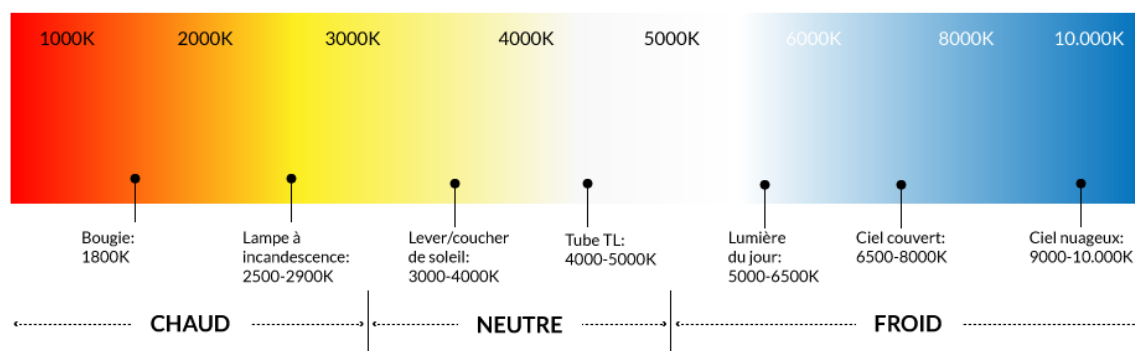 1000K 2000K 3000K 4000K 5000K 6000K 8000K 10.000K
Bougie:
1800K
Lampe à
incandescence:
2500-2900K
Lever/coucher
de soleil:
3000-4000K
Tube TL:
4000-5000K
Lumière
du jour:
5000-6500K
Ciel couvert:
6500-8000K
Ciel nuageux:
9000-10.000K
CHAUD NEUTRE FROID